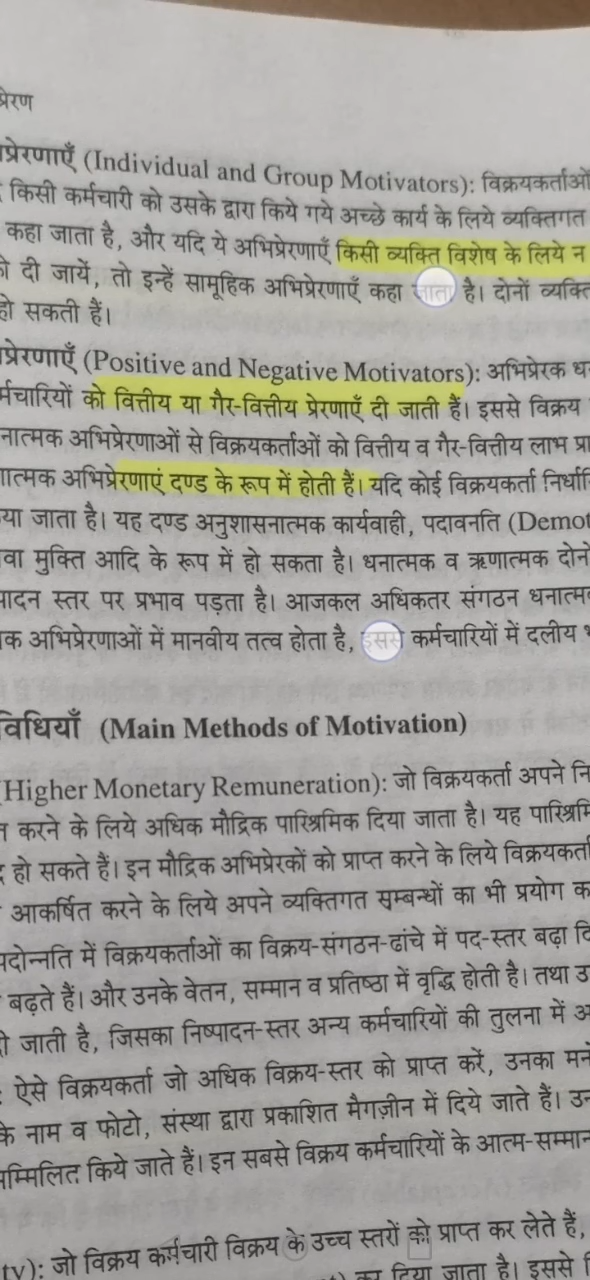 प्रेरण
प्रेरणाएँ (Individual and Group Motivators): विक्रयकर्ताओं
किसी कर्मचारी को उसके द्वारा किये गये अच्छे कार्य के लिये व्यक्तिगत
कहा जाता है, और यदि ये अभिप्रेरणाएँ किसी व्यक्ति विशेष के लिये न
दी जायें, तो इन्हें सामूहिक अभिप्रेरणाएँ कहा जाता है। दोनों व्यक्ति
हो सकती हैं।
प्रेरणाएँ (Positive and Negative Motivators): अभिप्रेरक ध
र्मचारियों को वित्तीय या गैर-वित्तीय प्रेरणाएँ दी जाती हैं। इससे विक्रय
नात्मक अभिप्रेरणाओं से विक्रयकर्ताओं को वित्तीय व गैर-वित्तीय लाभ प्रा
णात्मक अभिप्रेरणाएं दण्ड के रूप में होती हैं। यदि कोई विक्रयकर्ता निर्धारि
या जाता है। यह दण्ड अनुशासनात्मक कार्यवाही, पदावनति (Demot
वा मुक्ति आदि के रूप में हो सकता है। धनात्मक व ऋणात्मक दोनों
पादन स्तर पर प्रभाव पड़ता है। आजकल अधिकतर संगठन धनात्म
क अभिप्रेरणाओं में मानवीय तत्व होता है, इससे कर्मचारियों में दलीय
विधियाँ (Main Methods of Motivation)
(Higher Monetary Remuneration): जो विक्रयकर्ता अपने नि
करने के लिये अधिक मौद्रिक पारिश्रमिक दिया जाता है। यह पारिश्रमि
हो सकते हैं। इन मौद्रिक अभिप्रेरकों को प्राप्त करने के लिये विक्रयकर्ता
आकर्षित करने के लिये अपने व्यक्तिगत सम्बन्धों का भी प्रयोग क
पदोन्नति में विक्रयकर्ताओं का विक्रय-संगठन-ढांचे में पद-स्तर बढ़ा दि
बढ़ते हैं। और उनके वेतन, सम्मान व प्रतिष्ठा में वृद्धि होती है। तथा उ
जाती है, जिसका निष्पादन-स्तर अन्य कर्मचारियों की तुलना में अ
: ऐसे विक्रयकर्ता जो अधिक विक्रय-स्तर को प्राप्त करें, उनका मन
के नाम व फोटो, संस्था द्वारा प्रकाशित मैगज़ीन में दिये जाते हैं। उन
म्मिलित किये जाते हैं। इन सबसे विक्रय कर्मचारियों के आत्म-सम्मान
ty): जो विक्रय कर्मचारी विक्रय के उच्च स्तरों को प्राप्त कर लेते हैं,
कर दिया जाता है। इससे